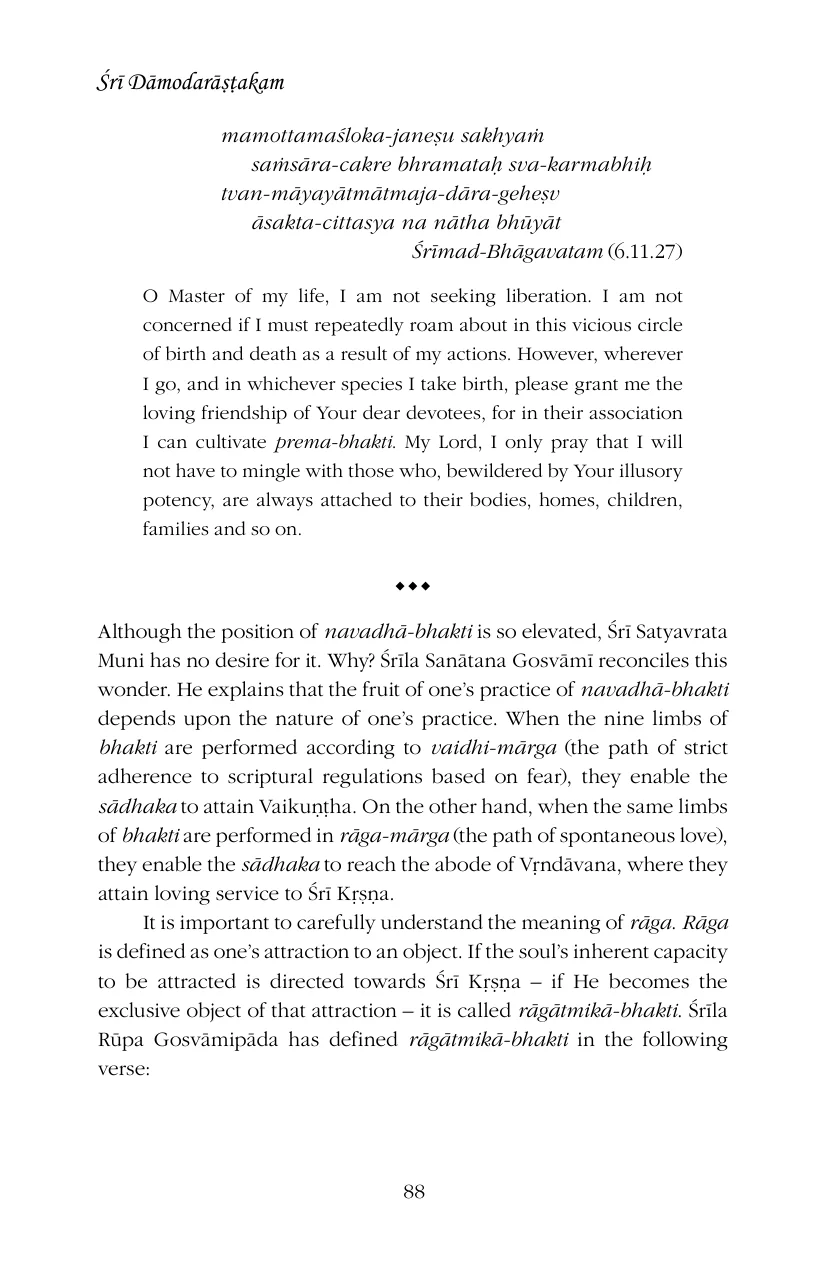 Śrī Dāmodarāṣṭakam
mamottamaśloka-janeṣu sakhyaṁ
saṁsāra-cakre bhramataḥ sva-karmabhiḥ
tvan-māyayātmātmaja-dāra-geheṣv
āsakta-cittasya na nātha bhūyāt
Śrīmad-Bhāgavatam (6.11.27)
O Master of my life, I am not seeking liberation. I am not
concerned if I must repeatedly roam about in this vicious circle
of birth and death as a result of my actions. However, wherever
I go, and in whichever species I take birth, please grant me the
loving friendship of Your dear devotees, for in their association
I can cultivate prema-bhakti. My Lord, I only pray that I will
not have to mingle with those who, bewildered by Your illusory
potency, are always attached to their bodies, homes, children,
families and so on.
◆◆◆
Although the position of navadhā-bhakti is so elevated, Śrī Satyavrata
Muni has no desire for it. Why? Śrīla Sanātana Gosvāmī reconciles this
wonder. He explains that the fruit of one’s practice of navadhā-bhakti
depends upon the nature of one’s practice. When the nine limbs of
bhakti are performed according to vaidhi-mārga (the path of strict
adherence to scriptural regulations based on fear), they enable the
sādhaka to attain Vaikuṇṭha. On the other hand, when the same limbs
of bhakti are performed in rāga-mārga (the path of spontaneous love),
they enable the sādhaka to reach the abode of Vṛndāvana, where they
attain loving service to Śrī Kṛṣṇa.
It is important to carefully understand the meaning of rāga. Rāga
is defined as one’s attraction to an object. If the soul’s inherent capacity
to be attracted is directed towards Śrī Kṛṣṇa – if He becomes the
exclusive object of that attraction – it is called rāgātmikā-bhakti. Śrīla
Rūpa Gosvāmipāda has defined rāgātmikā-bhakti in the following
verse:
88